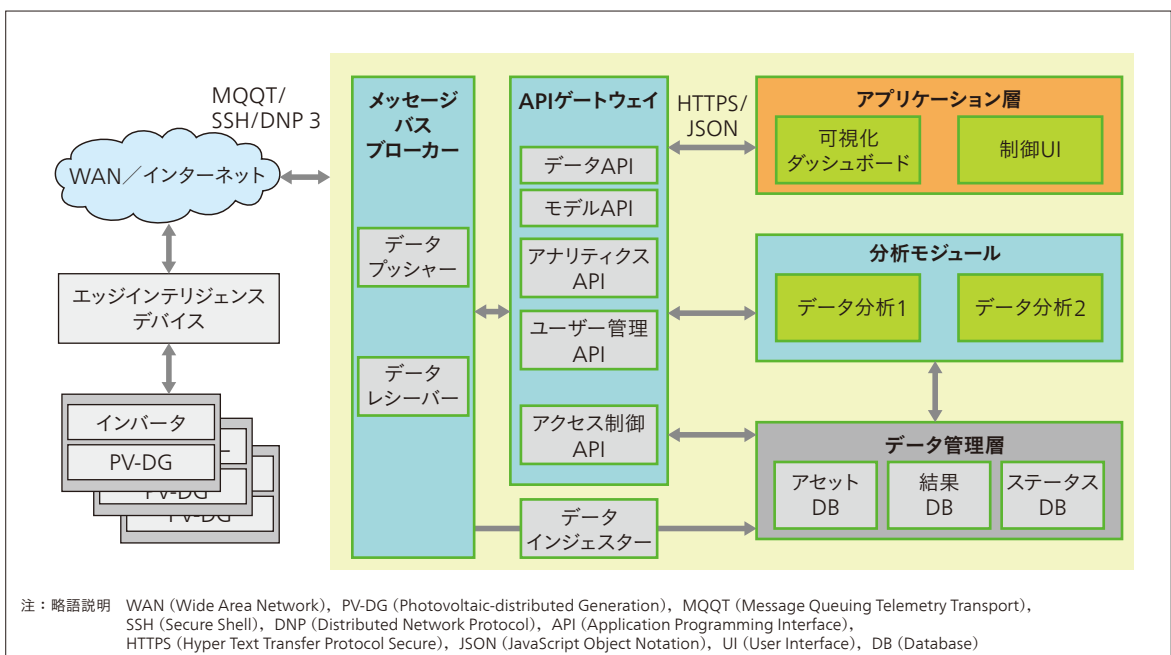 MQQT/
SSH/DNP 3
WAN／インターネット
エッジインテリジェンス
デバイス
インバータ
PV-DG
PV-DG
PV-DG
メッセージ
バス
ブローカー
データ
プッシャー
データ
レシーバー
APIゲートウェイ
データAPI
モデルAPI
アナリティクス
API
ユーザー管理
API
アクセス制御
API
データ
インジェスター
HTTPS/
JSON
アプリケーション層
可視化
ダッシュボード
制御UI
分析モジュール
データ分析1
データ分析2
データ管理層
アセット
DB
結果
DB
ステータス
DB
注：略語説明　WAN（Wide Area Network），PV-DG（Photovoltaic-distributed Generation），MQQT（Message Queuing Telemetry Transport），
SSH（Secure Shell），DNP（Distributed Network Protocol），API（Application Programming Interface），
HTTPS（Hyper Text Transfer Protocol Secure），JSON（JavaScript Object Notation），UI（User Interface），DB（Database）